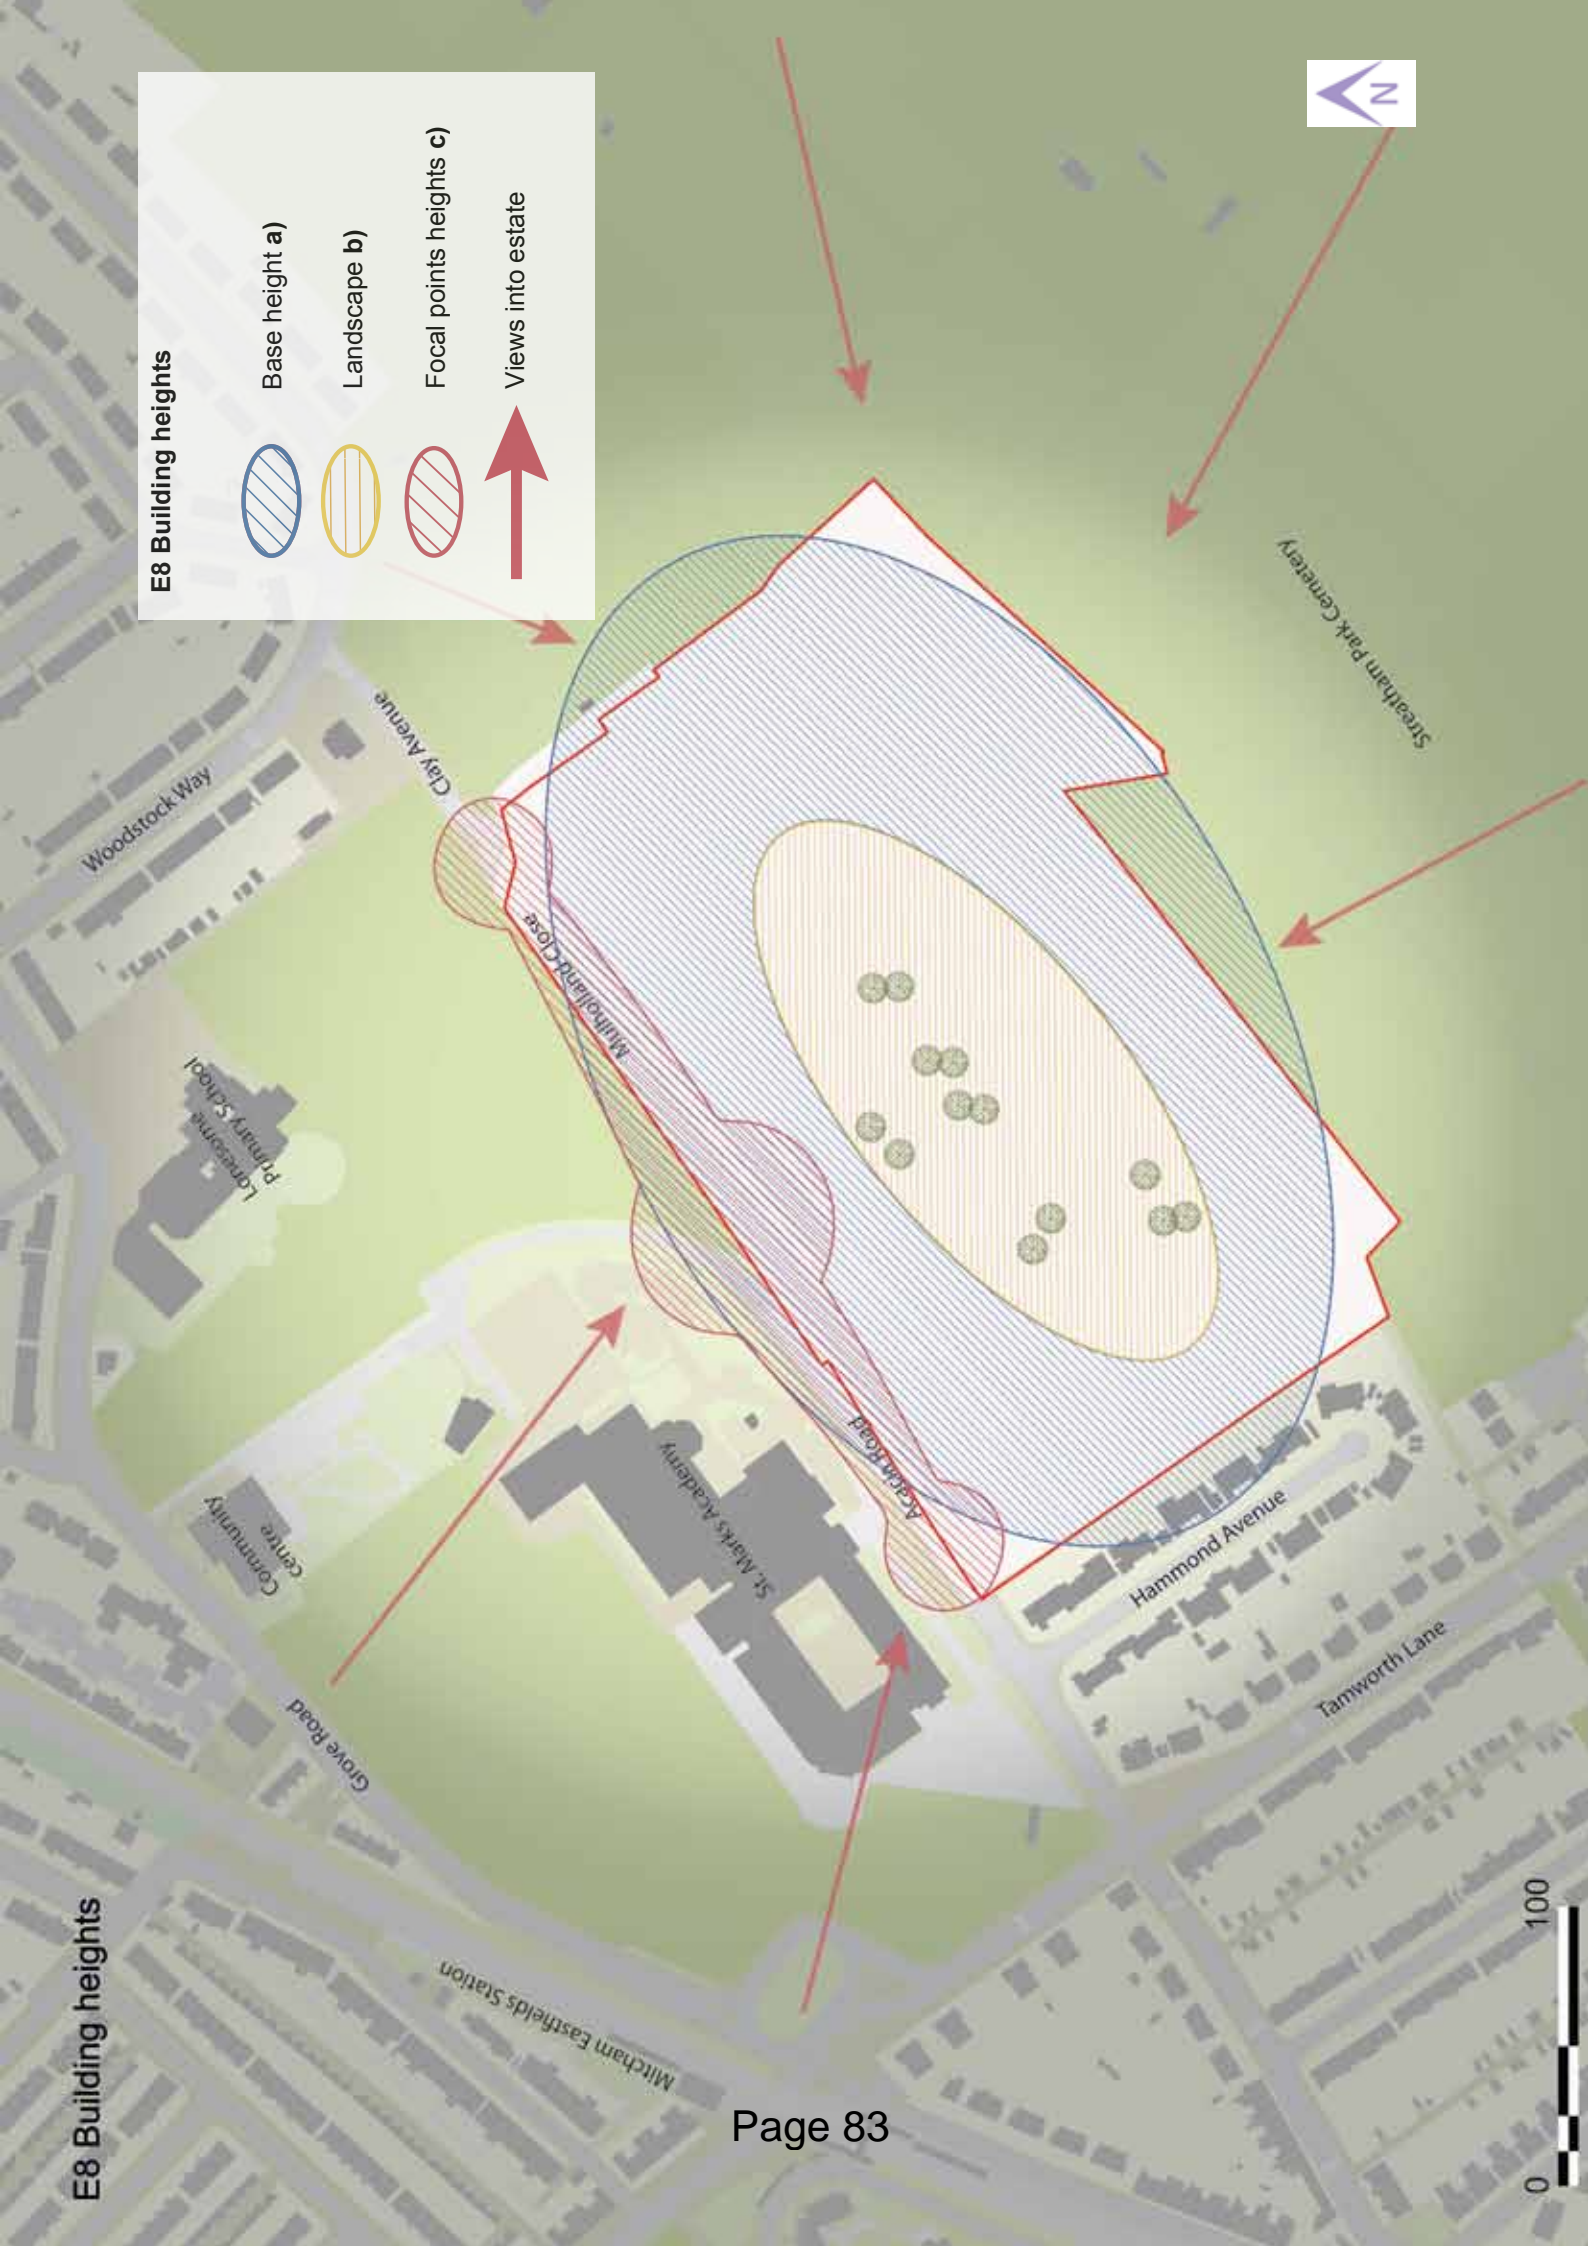 E8 Building heights
E8 Building heights
Base height a)
Landscape b)
Focal points heights c)
Views into estate
N
Woodstock Way
Clay Avenue
Mulholland Close
Lonesome
Primary School
Community
centre
St. Marks Academy
Acacia Road
Grove Road
Mitcham Eastfields Station
Streatham Park Cemetery
Hammond Avenue
Tamworth Lane
0
100
Page 83